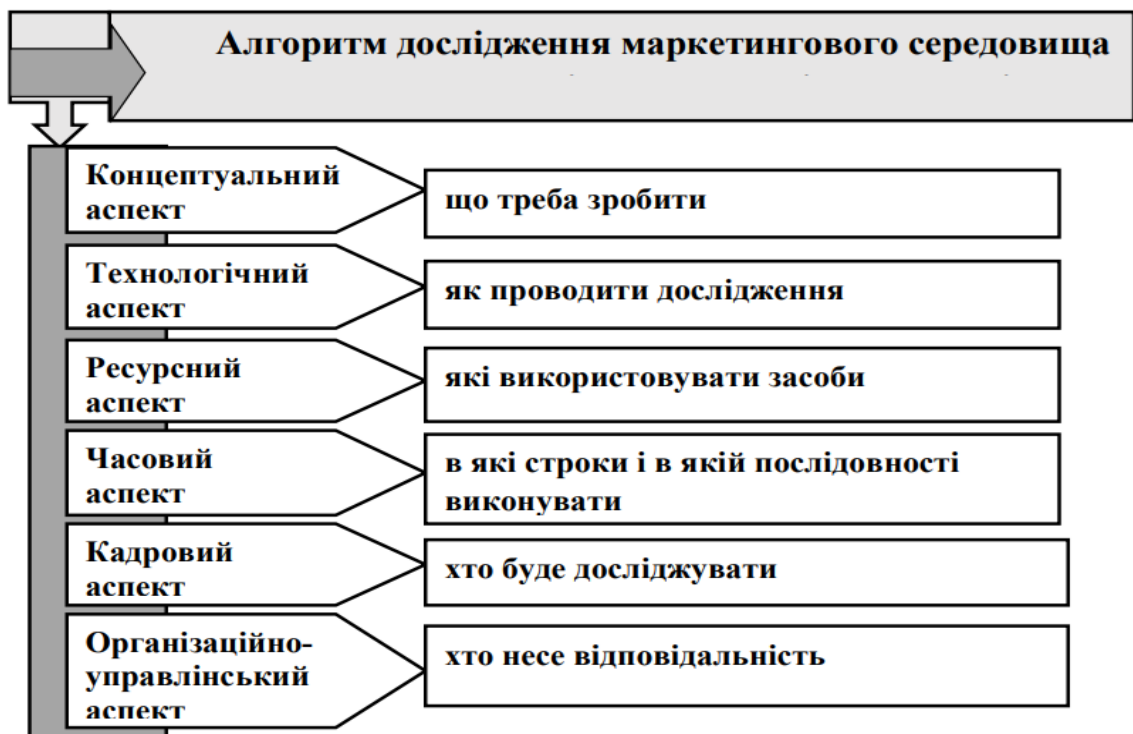 Алгоритм дослідження маркетингового середовища
Концептуальний
аспект
що треба зробити
Технологічний
аспект
як проводити дослідження
Ресурсний
аспект
які використовувати засоби
Часовий
аспект
в які строки і в якій послідовності
виконувати
Кадровий
аспект
хто буде досліджувати
Організаційно-
управлінський
аспект
хто несе відповідальність